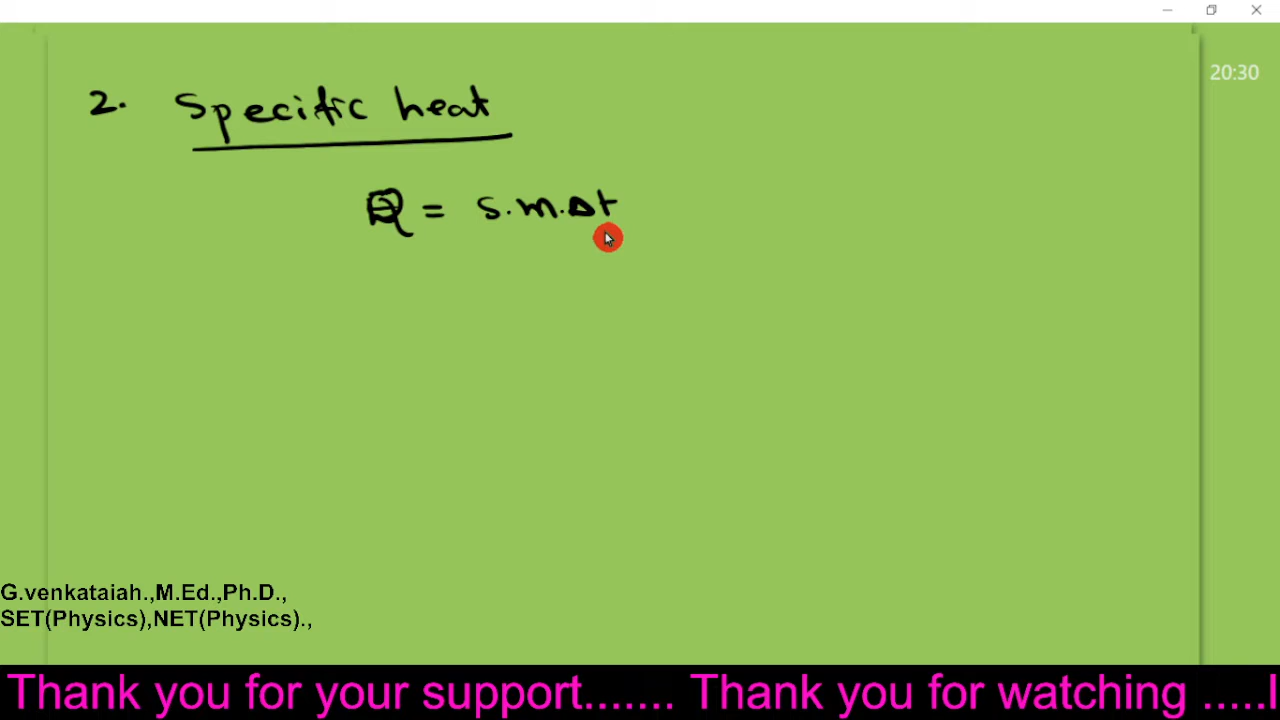 20:30
2. Specific heat
Q = s.m.Δt
G.venkataiah.,M.Ed.,Ph.D.,
SET(Physics),NET(Physics).,
Thank you for your support....... Thank you for watching .....l